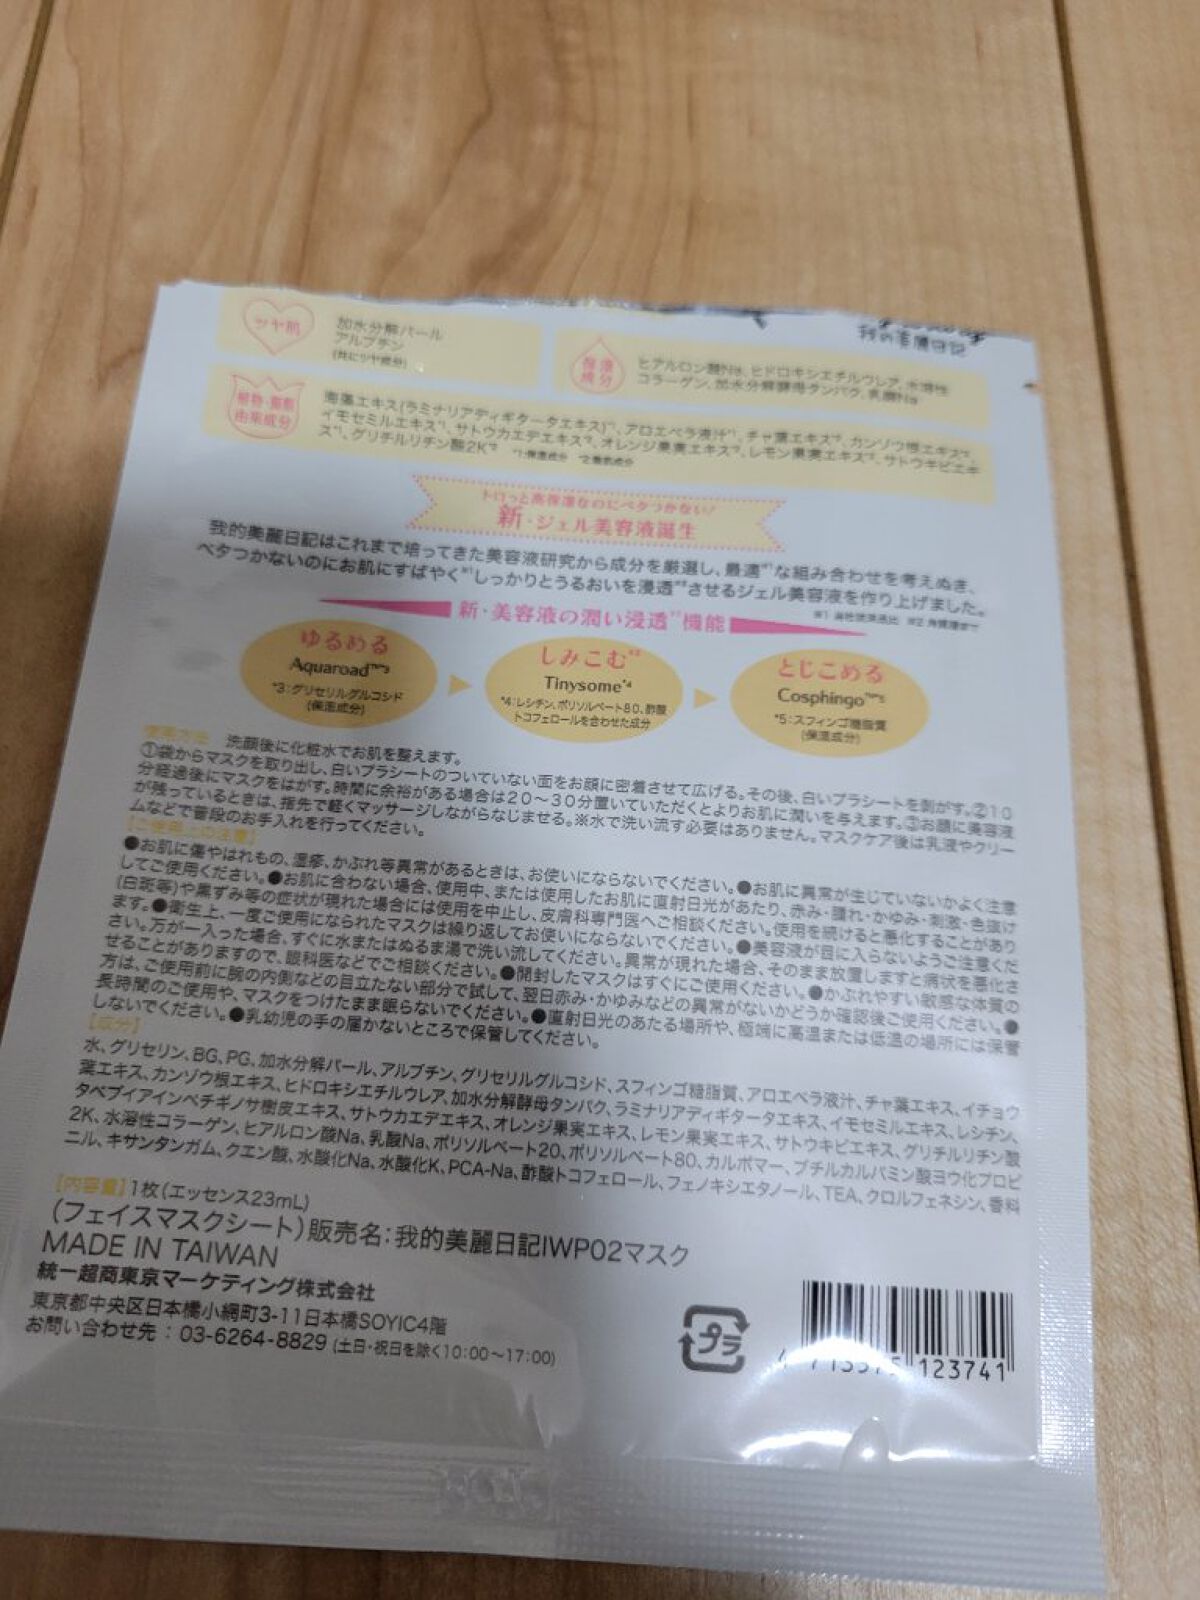 我的美麗日記
ツヤ肌
加水分解パール
アルブチン
(共にツヤ成分)
保湿
成分
ヒアルロン酸Na、ヒドロキシエチルウレア、水溶性
コラーゲン、加水分解酵母タンパク、乳酸Na
植物・海藻
由来成分
海藻エキス(ラミナリアディギタータエキス)*1、アロエベラ液汁*1、チャ葉エキス*2、カンゾウ根エキス*2、
イモセミルエキス*1、サトウカエデエキス*2、オレンジ果実エキス*2、レモン果実エキス*2、サトウキビエキ
ス*1、グリチルリチン酸2K*2 *1:保湿成分 *2:整肌成分
トロっと高保湿なのにベタつかない!
新・ジェル美容液誕生
我的美麗日記はこれまで培ってきた美容液研究から成分を厳選し、最適*1な組み合わせを考えぬき、
ベタつかないのにお肌にすばやく*1しっかりとうるおいを浸透*2させるジェル美容液を作り上げました。
*1 当社従来品比 *2 角質層まで
新・美容液の潤い浸透*2機能
ゆるめる
Aquaroad™*3
*3:グリセリルグルコシド
(保湿成分)
しみこむ*2
Tinysome*4
*4:レシチン、ポリソルベート80、酢酸
トコフェロールを合わせた成分
とじこめる
Cosphingo™*5
*5:スフィンゴ糖脂質
(保湿成分)
使用方法 洗顔後に化粧水でお肌を整えます。
①袋からマスクを取り出し、白いプラシートのついていない面をお顔に密着させて広げる。その後、白いプラシートを剥がす。②10
分経過後にマスクをはがす。時間に余裕がある場合は20〜30分置いていただくとよりお肌に潤いを与えます。③お顔に美容液
が残っているときは、指先で軽くマッサージしながらなじませる。※水で洗い流す必要はありません。マスクケア後は乳液やクリー
ムなどで普段のお手入れを行ってください。
【ご使用上の注意】
●お肌に傷やはれもの、湿疹、かぶれ等異常があるときは、お使いにならないでください。●お肌に異常が生じていないかよく注意
してご使用ください。●お肌に合わない場合、使用中、または使用したお肌に直射日光があたり、赤み・腫れ・かゆみ・刺激・色抜け
(白斑等)や黒ずみ等の症状が現れた場合には使用を中止し、皮膚科専門医へご相談ください。使用を続けると悪化することがあり
ます。●衛生上、一度ご使用になられたマスクは繰り返してお使いにならないでください。●美容液が目に入らないようご注意くだ
さい。万が一入った場合、すぐに水またはぬるま湯で洗い流してください。異常が現れた場合、そのまま放置しますと病状を悪化さ
せることがありますので、眼科医などでご相談ください。●開封したマスクはすぐにご使用ください。●かぶれやすい敏感な体質の
方は、ご使用前に腕の内側などの目立たない部分で試して、翌日赤み・かゆみなどの異常がないかどうか確認後ご使用ください。●
長時間のご使用や、マスクをつけたまま眠らないでください。●直射日光のあたる場所や、極端に高温または低温の場所には保管
しないでください。●乳幼児の手の届かないところで保管してください。
【成分】
水、グリセリン、BG、PG、加水分解パール、アルブチン、グリセリルグルコシド、スフィンゴ糖脂質、アロエベラ液汁、チャ葉エキス、イチョウ
葉エキス、カンゾウ根エキス、ヒドロキシエチルウレア、加水分解酵母タンパク、ラミナリアディギタータエキス、イモセミルエキス、レシチン、
タベブイアインペチギノサ樹皮エキス、サトウカエデエキス、オレンジ果実エキス、レモン果実エキス、サトウキビエキス、グリチルリチン酸
2K、水溶性コラーゲン、ヒアルロン酸Na、乳酸Na、ポリソルベート20、ポリソルベート80、カルボマー、ブチルカルバミン酸ヨウ化プロピ
ニル、キサンタンガム、クエン酸、水酸化Na、水酸化K、PCA-Na、酢酸トコフェロール、フェノキシエタノール、TEA、クロルフェネシン、香料
【内容量】1枚(エッセンス23mL)
(フェイスマスクシート)販売名:我的美麗日記IWP02マスク
MADE IN TAIWAN
統一超商東京マーケティング株式会社
東京都中央区日本橋小網町3-11日本橋SOYIC4階
お問い合わせ先:03-6264-8829 (土日・祝日を除く10:00〜17:00)
プラ
123741